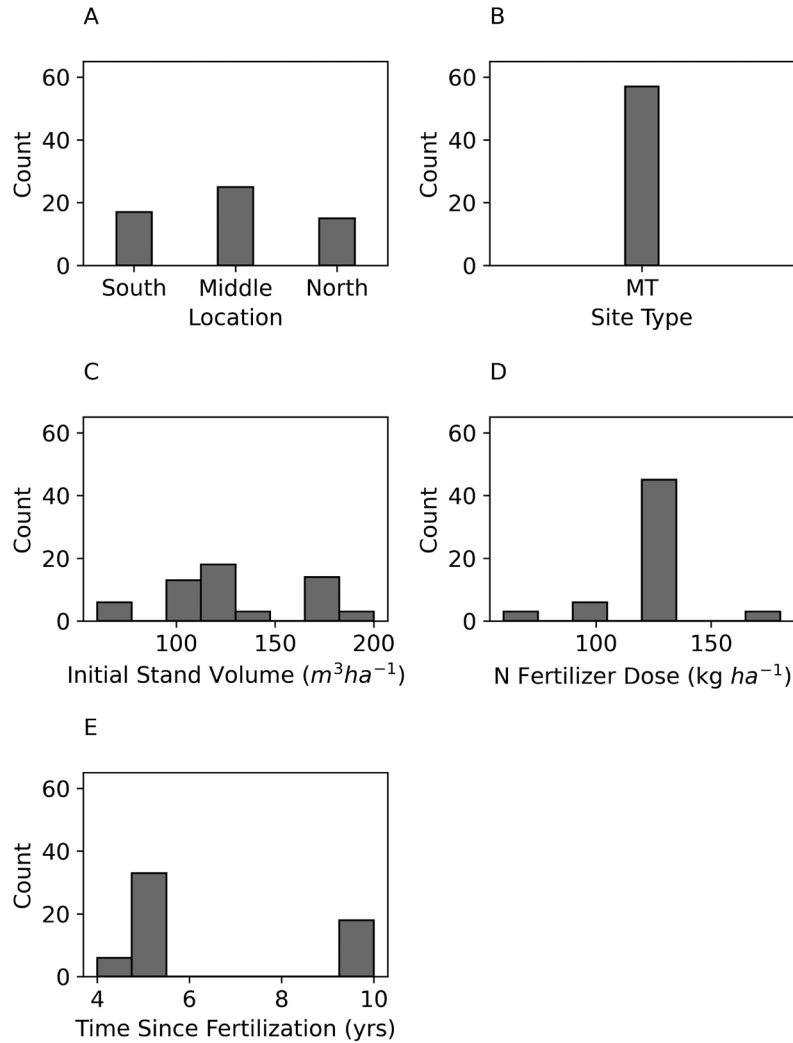 A
60
40
20
0
Count
South Middle North
Location
B
60
40
20
0
Count
MT
Site Type
C
60
40
20
0
Count
100 150 200
Initial Stand Volume (m³ha⁻¹)
D
60
40
20
0
Count
100 150
N Fertilizer Dose (kg ha⁻¹)
E
60
40
20
0
Count
4 6 8 10
Time Since Fertilization (yrs)